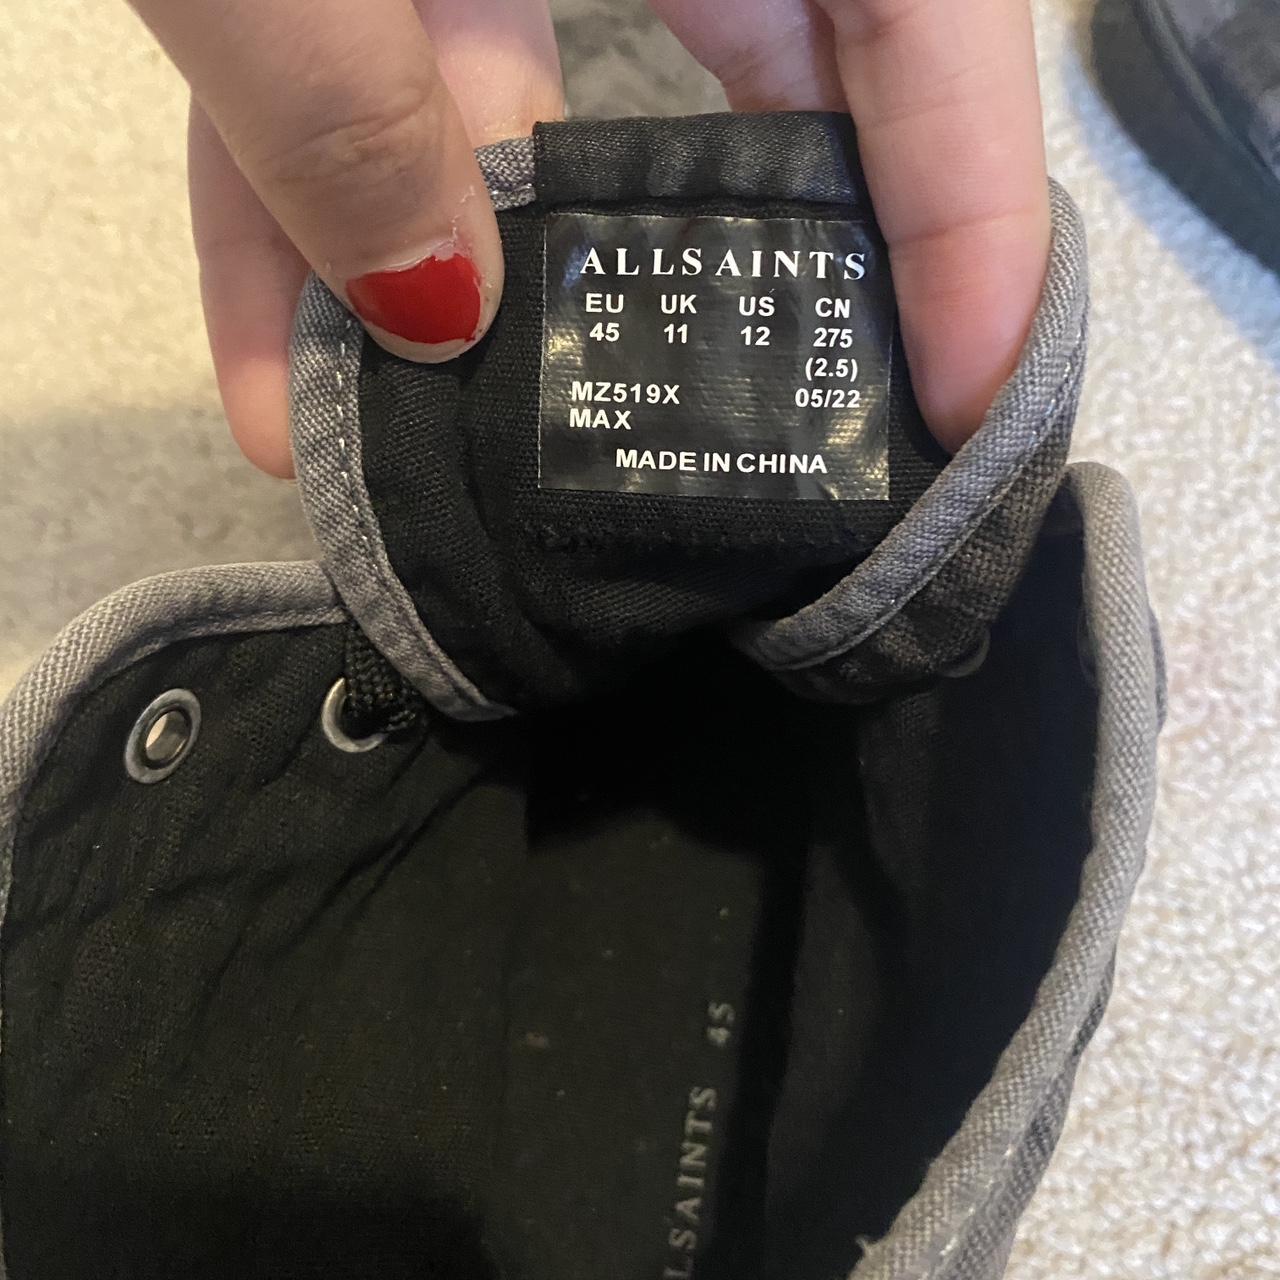 ALLSAINTS
EU UK US CN
45 11 12 275
(2.5)
MZ519X 05/22
MAX
MADE IN CHINA
LSAINTS 45